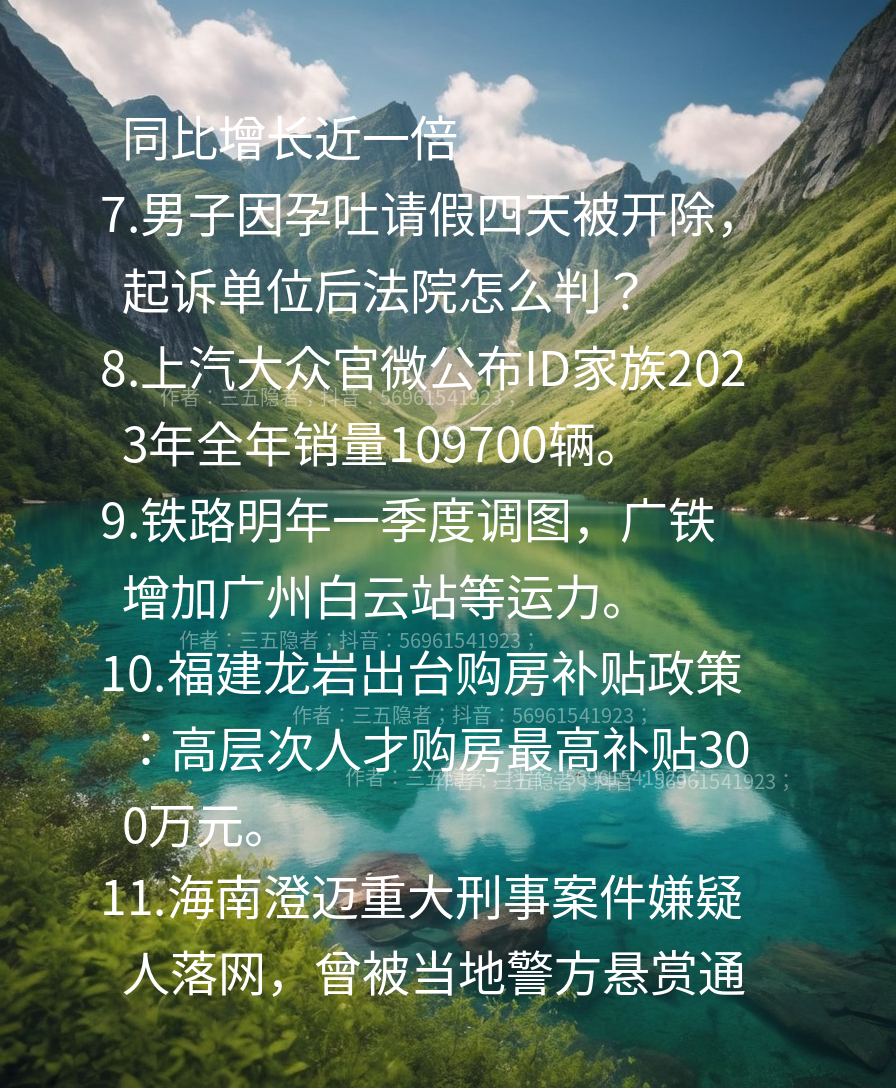 同比增长近一倍
7.男子因孕吐请假四天被开除，
起诉单位后法院怎么判？
8.上汽大众官微公布ID家族202
作者：三五隐者；抖音：56961541923；
3年全年销量109700辆。
9.铁路明年一季度调图，广铁
增加广州白云站等运力。
作者：三五隐者；抖音：56961541923；
10.福建龙岩出台购房补贴政策
作者：三五隐者；抖音：56961541923；
：高层次人才购房最高补贴30
作者：三五隐者；抖音：56961541923；
作者：三五隐者；抖音：56961541923；
0万元。
11.海南澄迈重大刑事案件嫌疑
人落网，曾被当地警方悬赏通